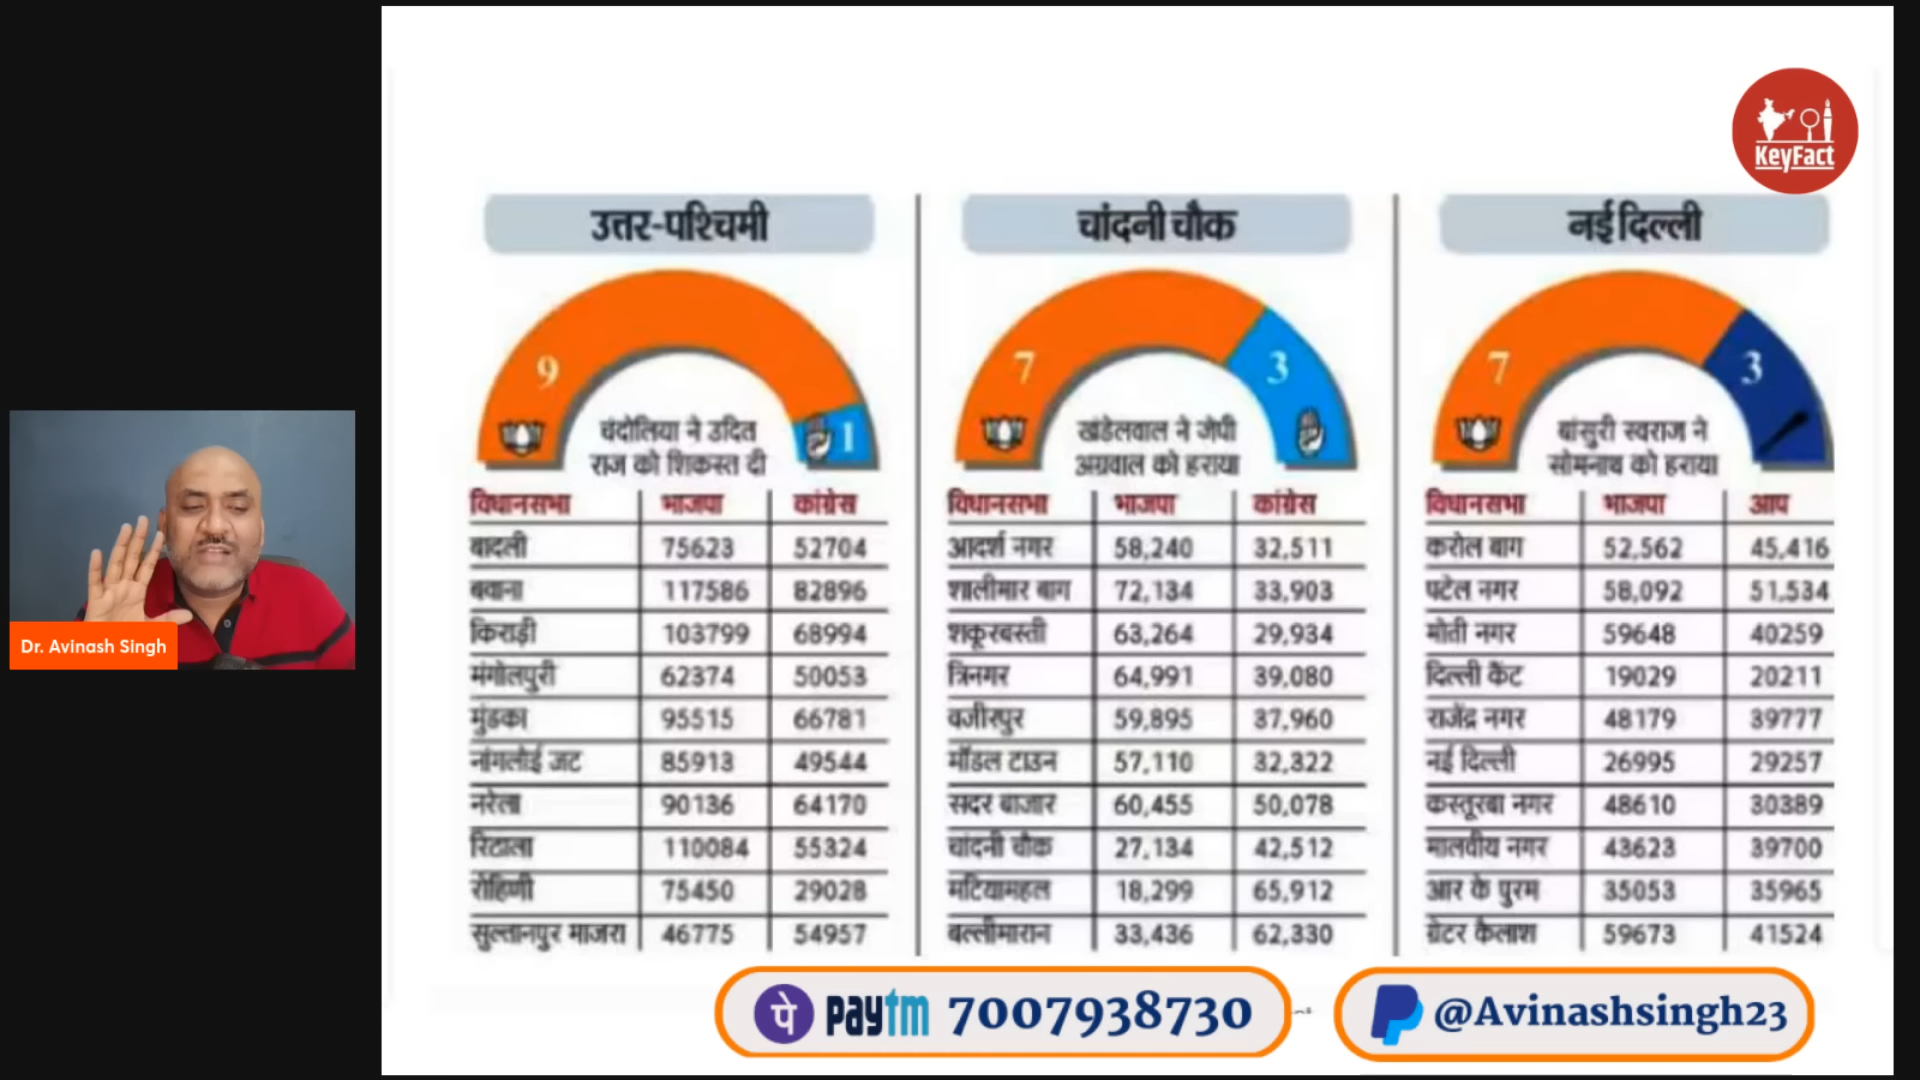 KeyFact
उत्तर-पश्चिमी
9
1
चंदोलिया ने उदित
राज को शिकस्त दी
विधानसभा भाजपा कांग्रेस
बादली 75623 52704
बवाना 117586 82896
किराड़ी 103799 68994
मंगोलपुरी 62374 50053
मुंडका 95515 66781
नांगलोई जट 85913 49544
नरेला 90136 64170
रिटाला 110084 55324
रोहिणी 75450 29028
सुल्तानपुर माजरा 46775 54957
चांदनी चौक
7
3
खंडेलवाल ने जेपी
अग्रवाल को हराया
विधानसभा भाजपा कांग्रेस
आदर्श नगर 58,240 32,511
शालीमार बाग 72,134 33,903
शकूरबस्ती 63,264 29,934
त्रिनगर 64,991 39,080
वजीरपुर 59,895 37,960
मॉडल टाउन 57,110 32,322
सदर बाजार 60,455 50,078
चांदनी चौक 27,134 42,512
मटियामहल 18,299 65,912
बल्लीमारान 33,436 62,330
नई दिल्ली
7
3
बांसुरी स्वराज ने
सोमनाथ को हराया
विधानसभा भाजपा आप
करोल बाग 52,562 45,416
पटेल नगर 58,092 51,534
मोती नगर 59648 40259
दिल्ली कैंट 19029 20211
राजेंद्र नगर 48179 39777
नई दिल्ली 26995 29257
कस्तूरबा नगर 48610 30389
मालवीय नगर 43623 39700
आर के पुरम 35053 35965
ग्रेटर कैलाश 59673 41524
Dr. Avinash Singh
पे paytm 7007938730
@Avinashsingh23